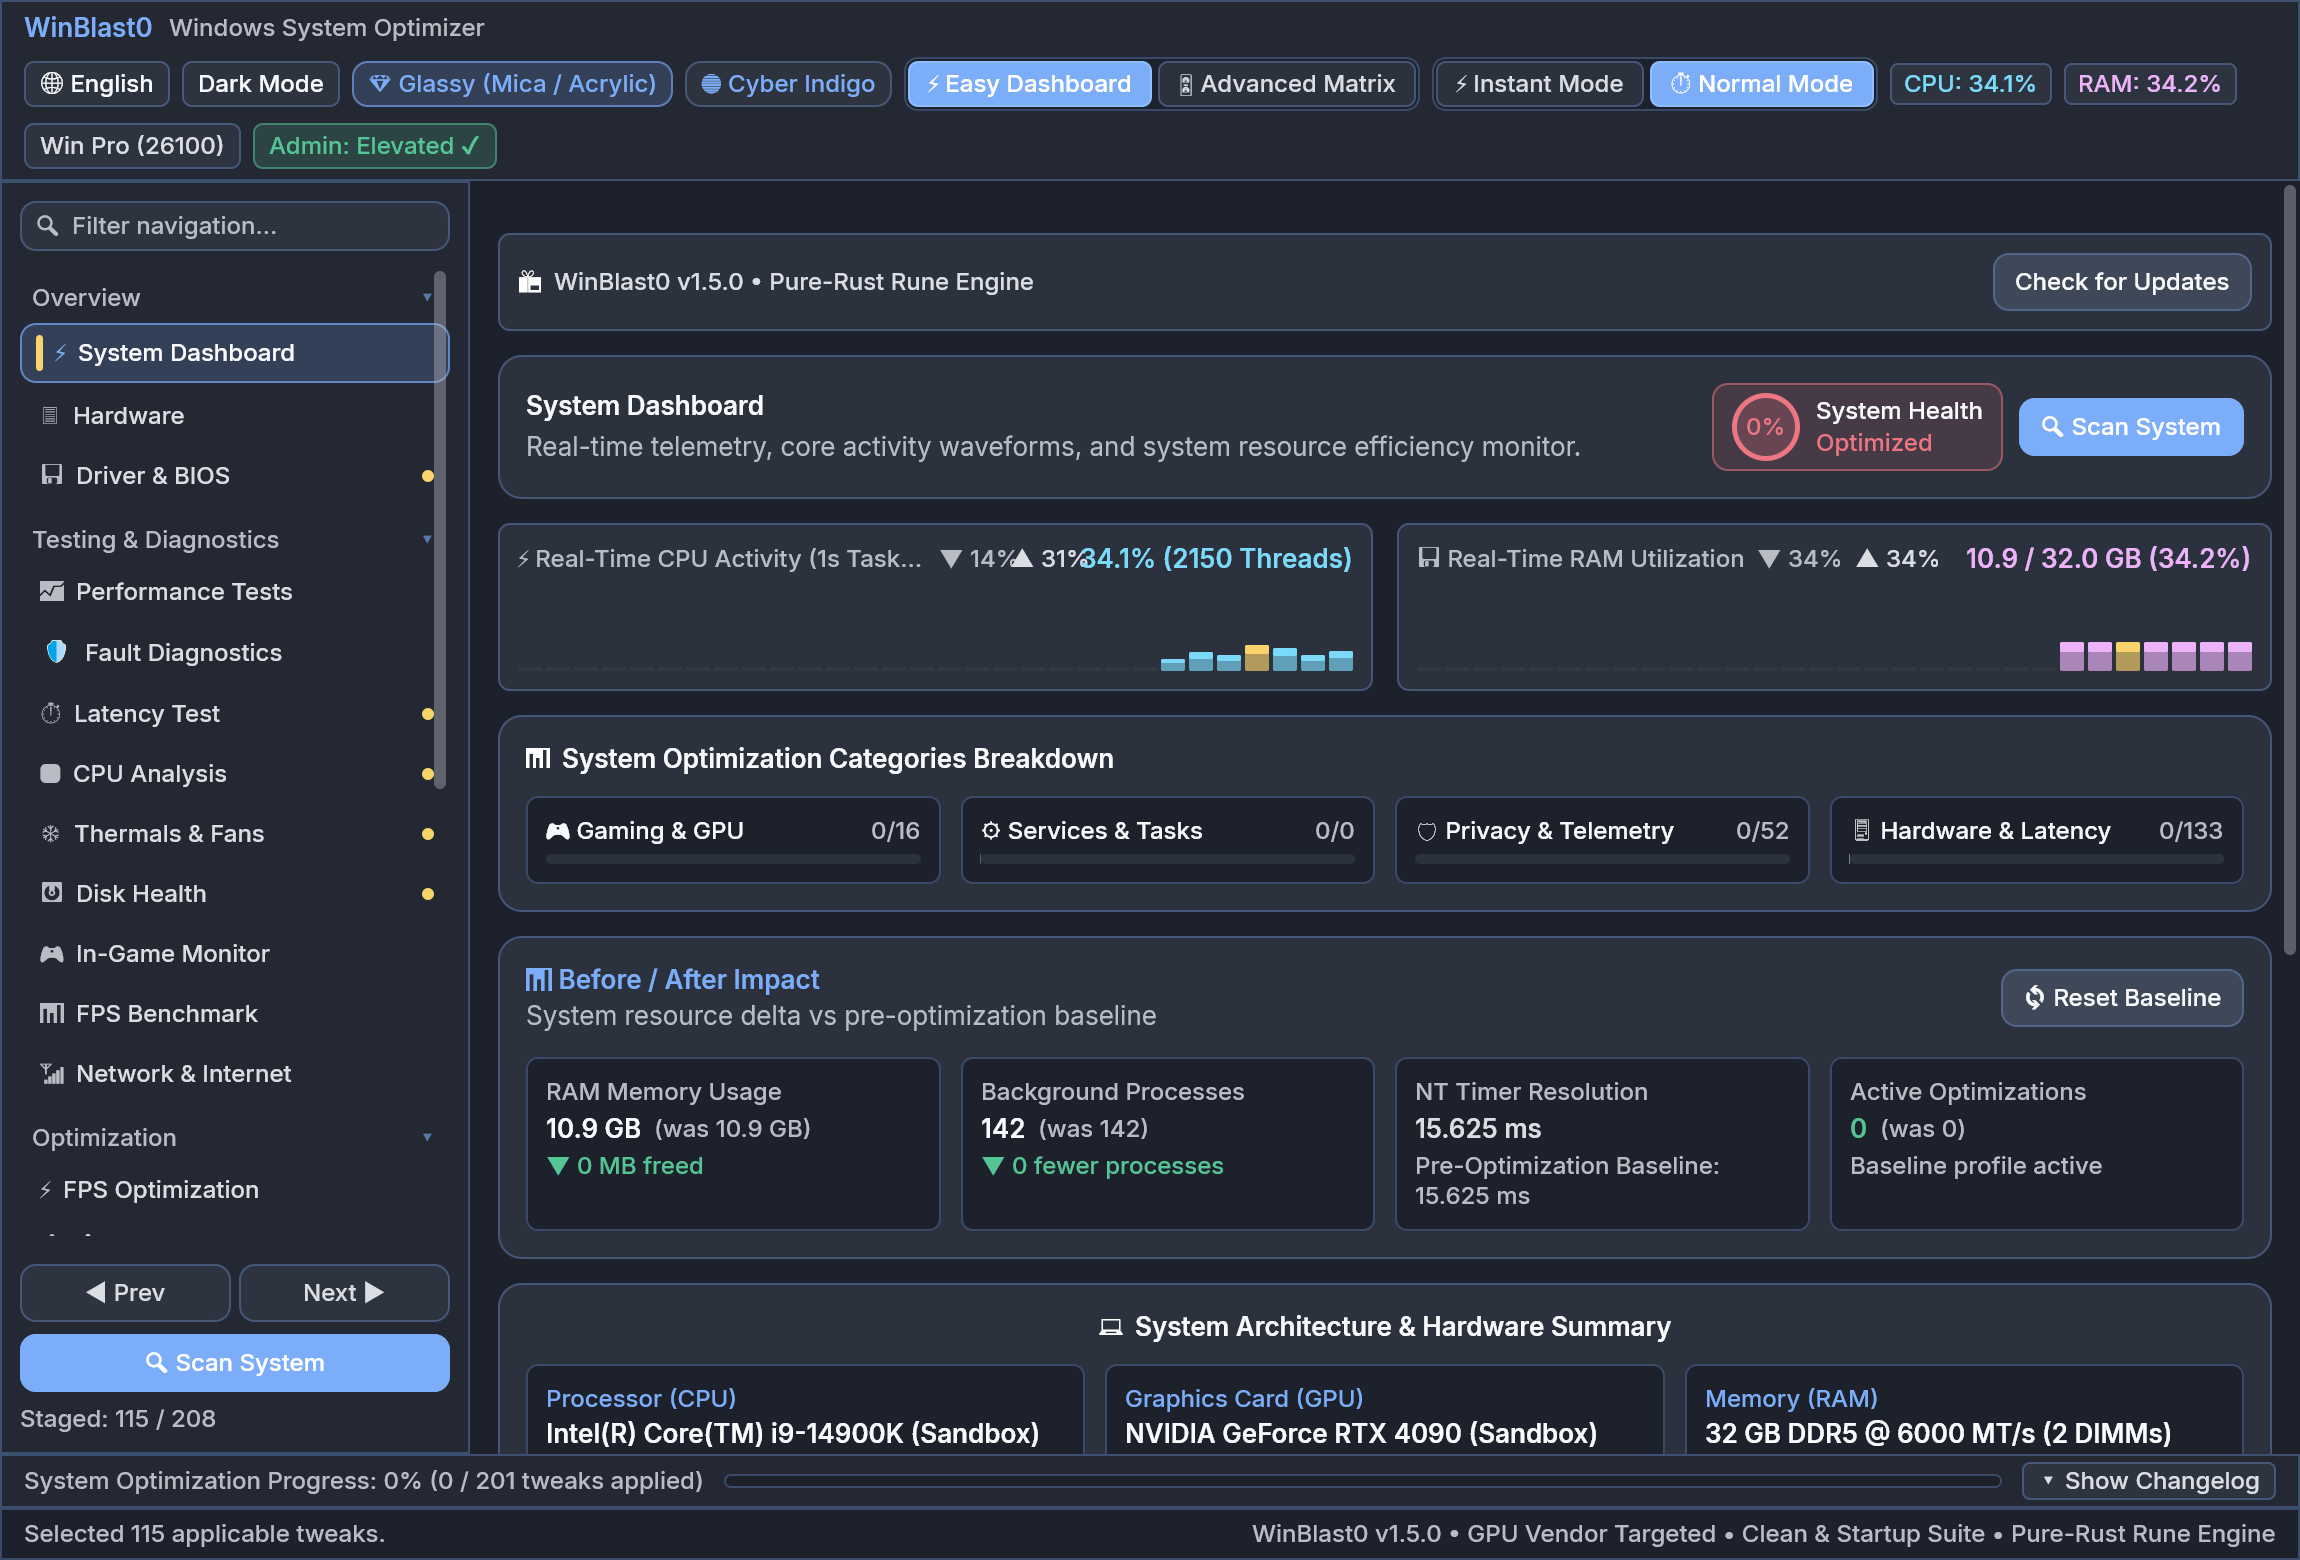 WinBlast0 Windows System Optimizer
English Dark Mode Glassy (Mica / Acrylic) Cyber Indigo Easy Dashboard Advanced Matrix Instant Mode Normal Mode CPU: 34.1% RAM: 34.2%
Win Pro (26100) Admin: Elevated ✓
Filter navigation...
Overview
System Dashboard
Hardware
Driver & BIOS
Testing & Diagnostics
Performance Tests
Fault Diagnostics
Latency Test
CPU Analysis
Thermals & Fans
Disk Health
In-Game Monitor
FPS Benchmark
Network & Internet
Optimization
FPS Optimization
◀ Prev Next ▶
Scan System
Staged: 115 / 208
WinBlast0 v1.5.0 • Pure-Rust Rune Engine
Check for Updates
System Dashboard
Real-time telemetry, core activity waveforms, and system resource efficiency monitor.
0%
System Health
Optimized
Scan System
Real-Time CPU Activity (1s Task... ▼ 14% ▲ 31% 34.1% (2150 Threads)
Real-Time RAM Utilization ▼ 34% ▲ 34% 10.9 / 32.0 GB (34.2%)
System Optimization Categories Breakdown
Gaming & GPU 0/16
Services & Tasks 0/0
Privacy & Telemetry 0/52
Hardware & Latency 0/133
Before / After Impact
System resource delta vs pre-optimization baseline
Reset Baseline
RAM Memory Usage
10.9 GB (was 10.9 GB)
▼ 0 MB freed
Background Processes
142 (was 142)
▼ 0 fewer processes
NT Timer Resolution
15.625 ms
Pre-Optimization Baseline:
15.625 ms
Active Optimizations
0 (was 0)
Baseline profile active
System Architecture & Hardware Summary
Processor (CPU)
Intel(R) Core(TM) i9-14900K (Sandbox)
Graphics Card (GPU)
NVIDIA GeForce RTX 4090 (Sandbox)
Memory (RAM)
32 GB DDR5 @ 6000 MT/s (2 DIMMs)
System Optimization Progress: 0% (0 / 201 tweaks applied)
▼ Show Changelog
Selected 115 applicable tweaks.
WinBlast0 v1.5.0 • GPU Vendor Targeted • Clean & Startup Suite • Pure-Rust Rune Engine